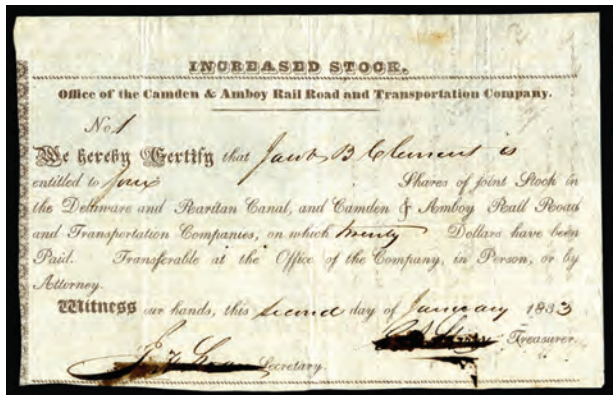 INCREASED STOCK.
Office of the Camden & Amboy Rail Road and Transportation Company.
No 1
We hereby Certify that Jacob B Clement is
entitled to four Shares of joint Stock in
the Delaware and Raritan Canal, and Camden & Amboy Rail Road
and Transportation Companies, on which twenty Dollars have been
Paid. Transferable at the Office of the Company, in Person, or by
Attorney.
Witness our hands, this second day of January 1833
Treasurer.
Secretary.